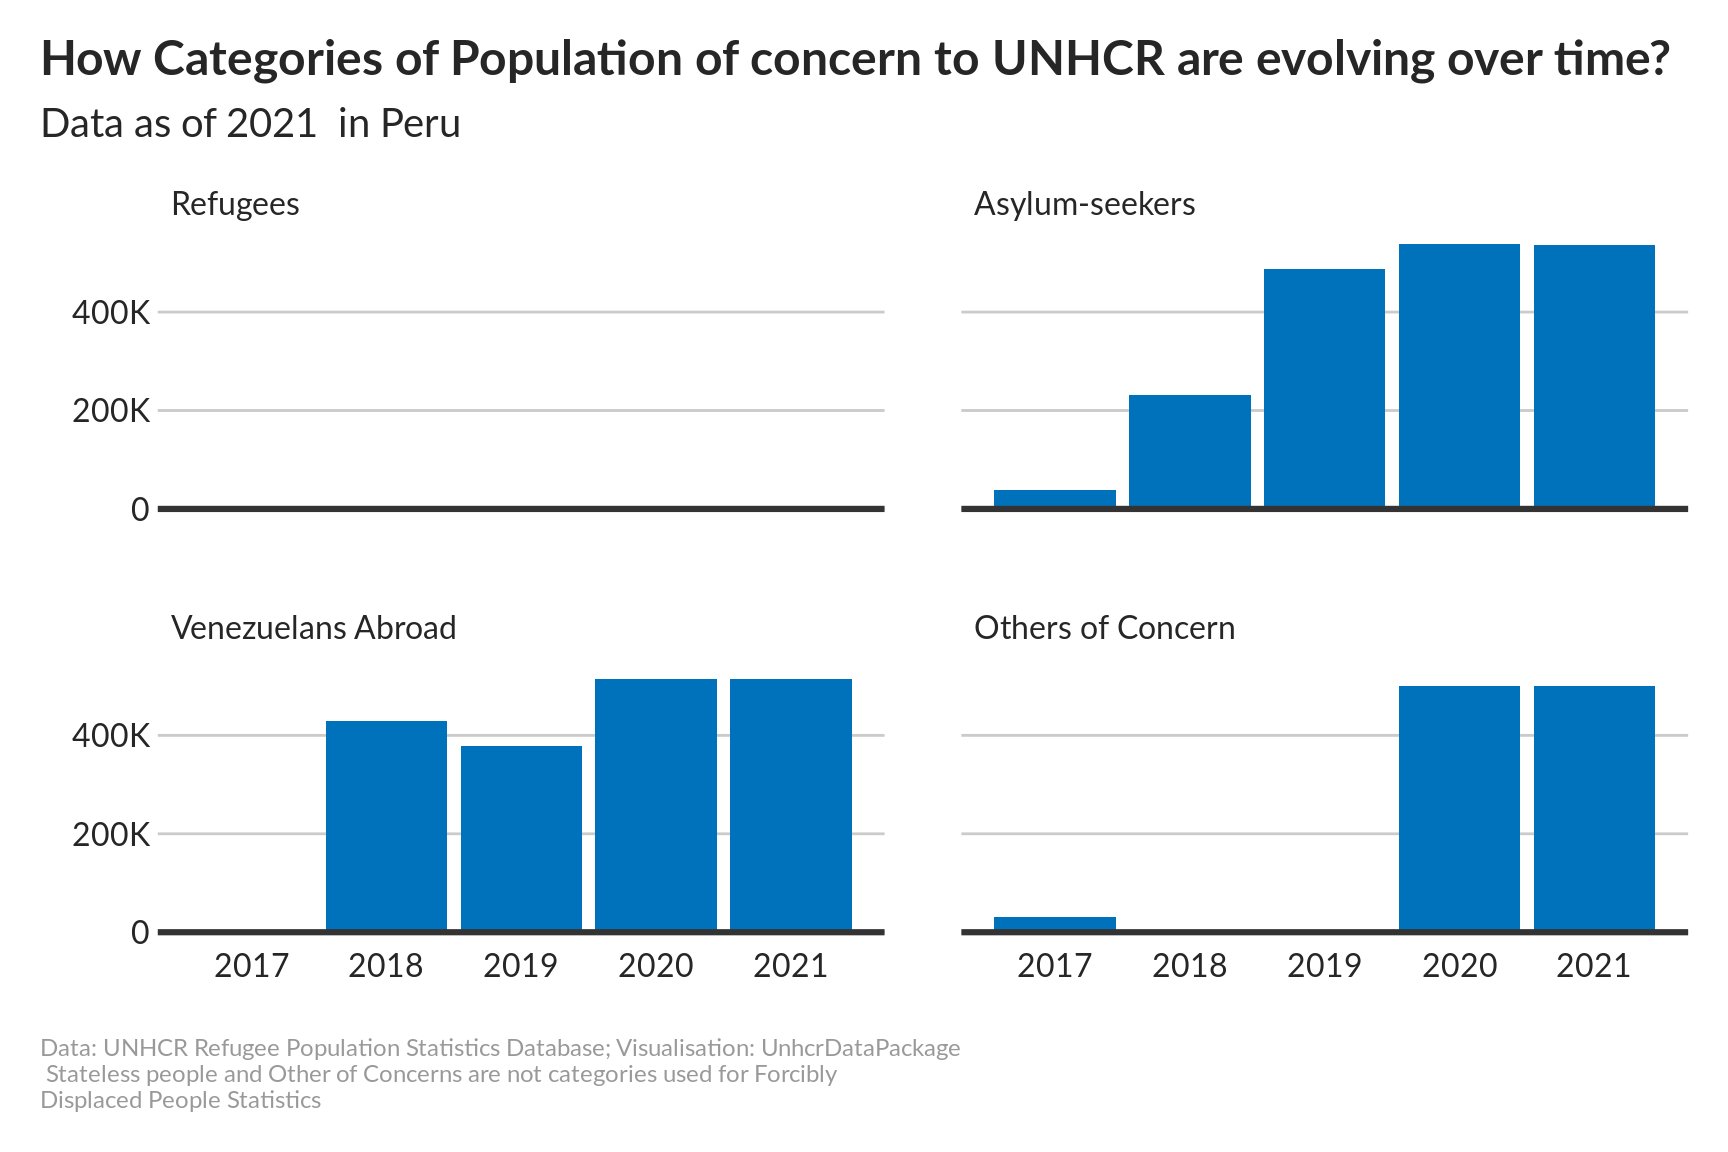 How Categories of Population of concern to UNHCR are evolving over time?
Data as of 2021  in Peru
Refugees
Asylum-seekers
400K
200K
0
Venezuelans Abroad
Others of Concern
400K
200K
0
2017 2018 2019 2020 2021 2017 2018 2019 2020 2021
Data: UNHCR Refugee Population Statistics Database; Visualisation: UnhcrDataPackage
Stateless people and Other of Concerns are not categories used for Forcibly
Displaced People Statistics